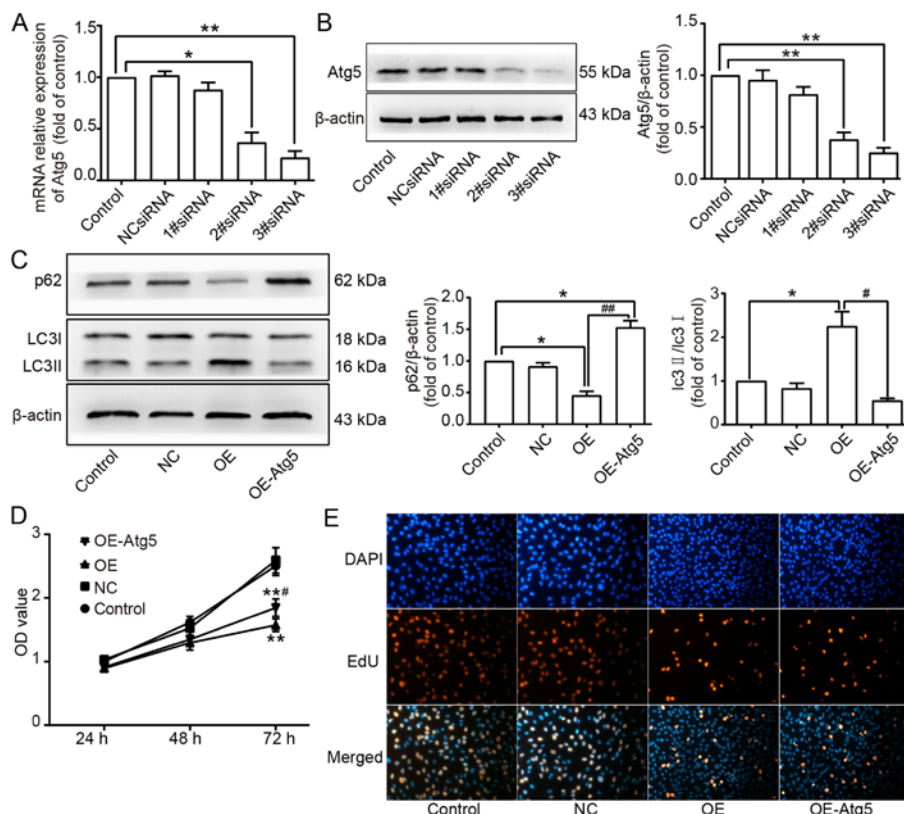 A
mRNA relative expression
of Atg5 (fold of control)
1.5
1.0
0.5
0.0
**
*
Control
NCsiRNA
1#siRNA
2#siRNA
3#siRNA
B
Atg5
55 kDa
β-actin
43 kDa
Control
NCsiRNA
1#siRNA
2#siRNA
3#siRNA
Atg5/β-actin
(fold of control)
1.5
1.0
0.5
0.0
**
**
Control
NCsiRNA
1#siRNA
2#siRNA
3#siRNA
C
p62
62 kDa
LC3I
18 kDa
LC3II
16 kDa
β-actin
43 kDa
Control
NC
OE
OE-Atg5
p62/β-actin
(fold of control)
2.0
1.5
1.0
0.5
0.0
*
##
*
Control
NC
OE
OE-Atg5
lc3 II/lc3 I
(fold of control)
3
2
1
0
*
#
Control
NC
OE
OE-Atg5
D
OD value
3
2
1
0
OE-Atg5
OE
NC
Control
**#
**
24 h
48 h
72 h
E
DAPI
EdU
Merged
Control
NC
OE
OE-Atg5